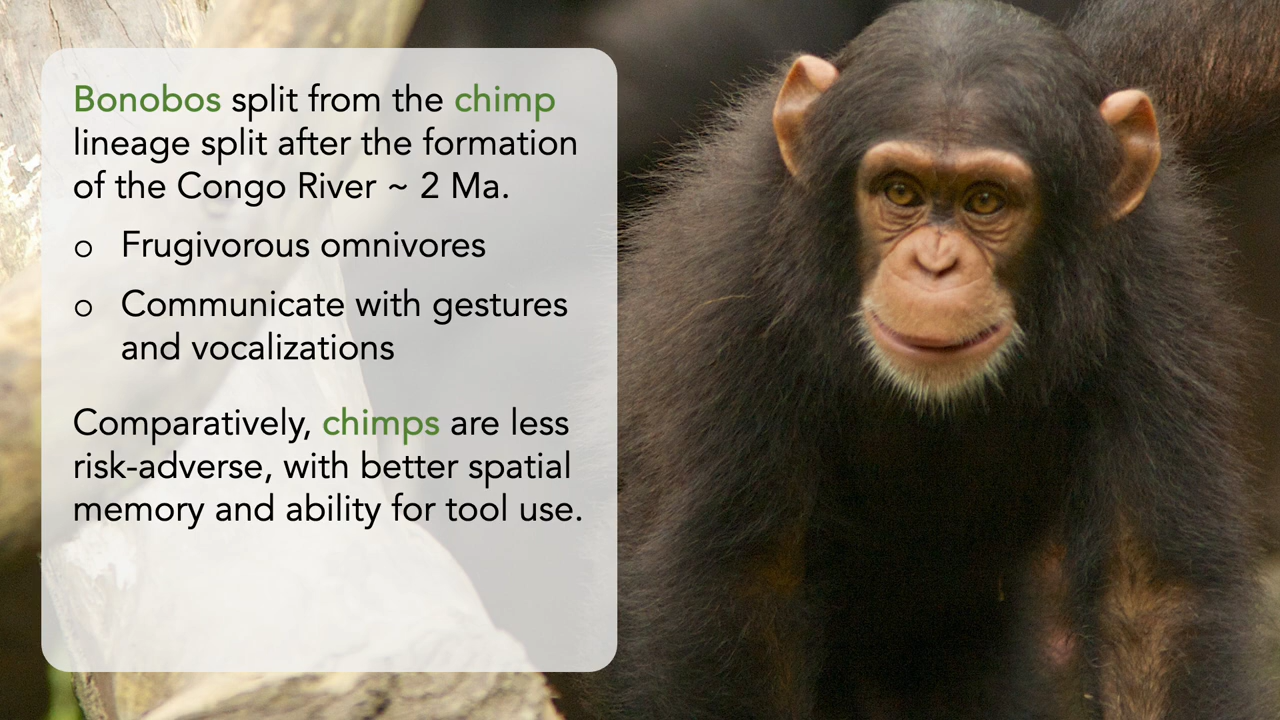 Bonobos split from the chimp
lineage split after the formation
of the Congo River ~ 2 Ma.
o Frugivorous omnivores
o Communicate with gestures
and vocalizations
Comparatively, chimps are less
risk-adverse, with better spatial
memory and ability for tool use.